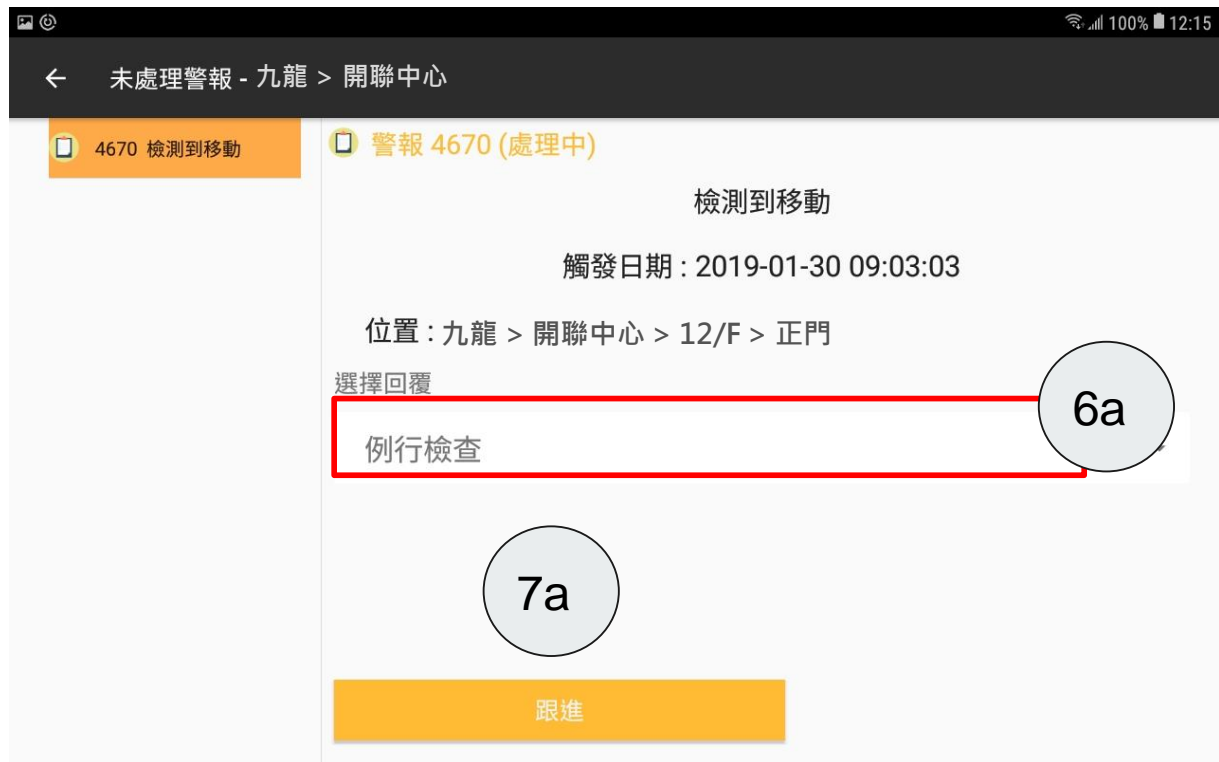 100% 12:15
未處理警報 - 九龍 > 開聯中心
4670 檢測到移動
警報 4670 (處理中)
檢測到移動
觸發日期 : 2019-01-30 09:03:03
位置 : 九龍 > 開聯中心 > 12/F > 正門
選擇回覆
6a
例行檢查
7a
跟進